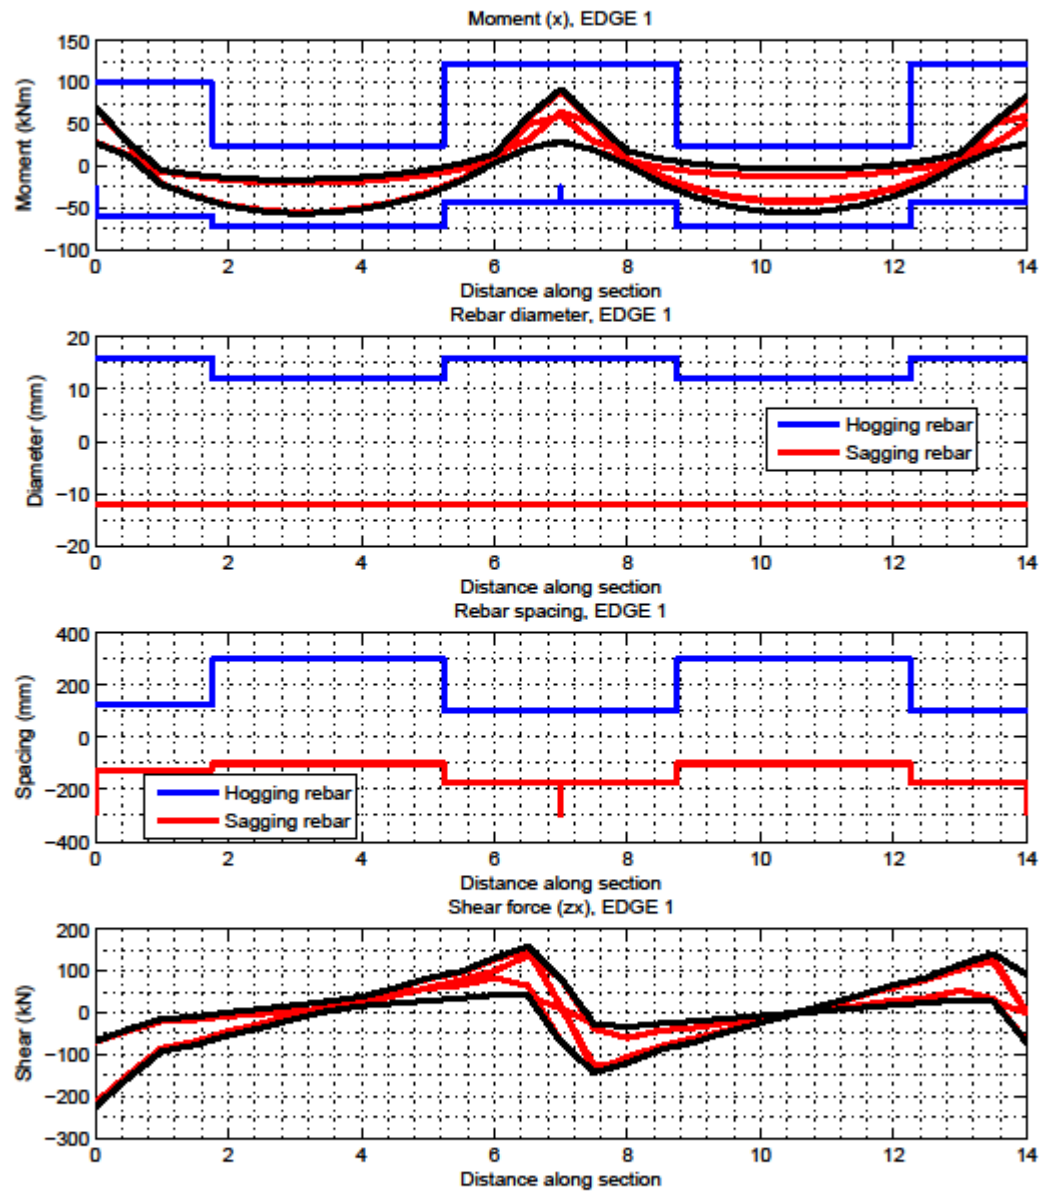 Moment (x), EDGE 1
150
100
50
0
−50
−100
Moment (kNm)
0 2 4 6 8 10 12 14
Distance along section
Rebar diameter, EDGE 1
20
10
0
−10
−20
Diameter (mm)
Hogging rebar
Sagging rebar
0 2 4 6 8 10 12 14
Distance along section
Rebar spacing, EDGE 1
400
200
0
−200
−400
Spacing (mm)
Hogging rebar
Sagging rebar
0 2 4 6 8 10 12 14
Distance along section
Shear force (zx), EDGE 1
200
100
0
−100
−200
−300
Shear (kN)
0 2 4 6 8 10 12 14
Distance along section